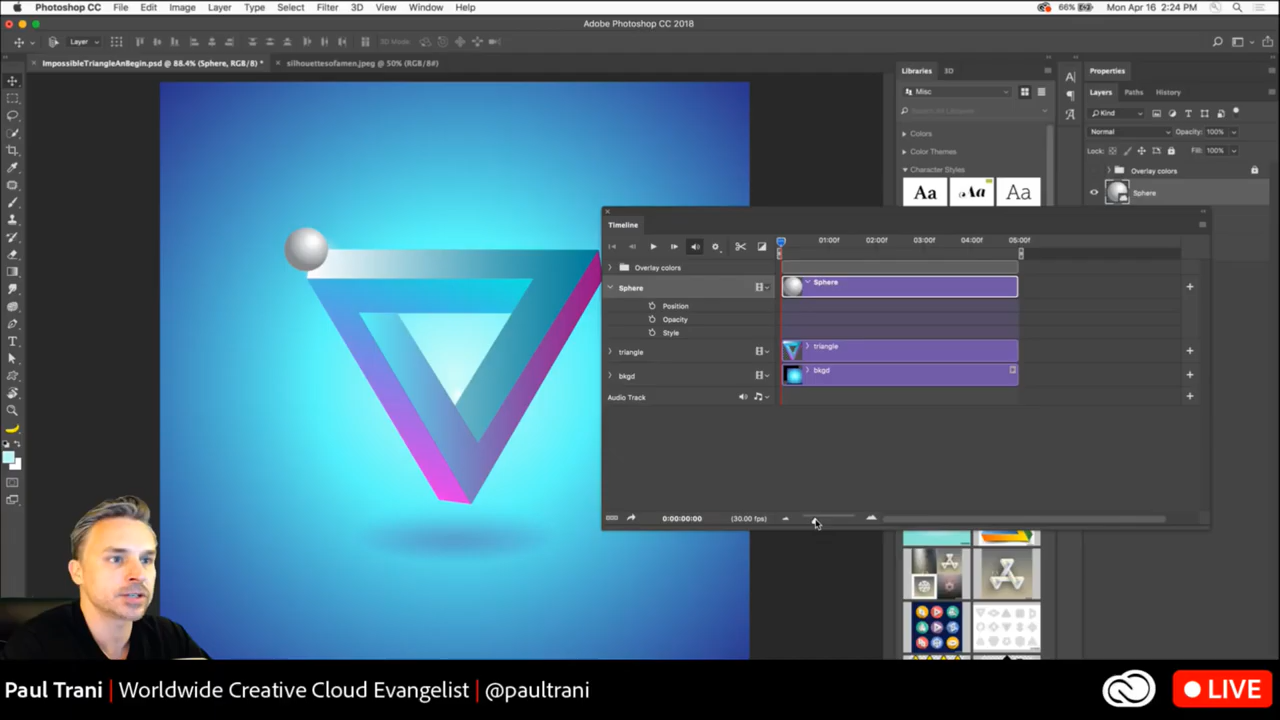 Photoshop CC File Edit Image Layer Type Select Filter 3D View Window Help 66% Mon Apr 16 2:24 PM
Adobe Photoshop CC 2018
Layer 3D Mode:
ImpossibleTriangleAnBegin.psd @ 88.4% (Sphere, RGB/8) * silhouettesofamen.jpeg @ 50% (RGB/8#)
Libraries 3D Properties
Misc Layers Paths History
Kind
Colors Normal Opacity: 100%
Color Themes Lock: Fill: 100%
Character Styles Overlay colors
Aa Aa Aa Sphere
Timeline
01:00f 02:00f 03:00f 04:00f 05:00f
Overlay colors
Sphere Sphere
Position
Opacity
Style
triangle triangle
bkgd bkgd
Audio Track
0:00:00:00 (30.00 fps)
Paul Trani | Worldwide Creative Cloud Evangelist | @paultrani LIVE